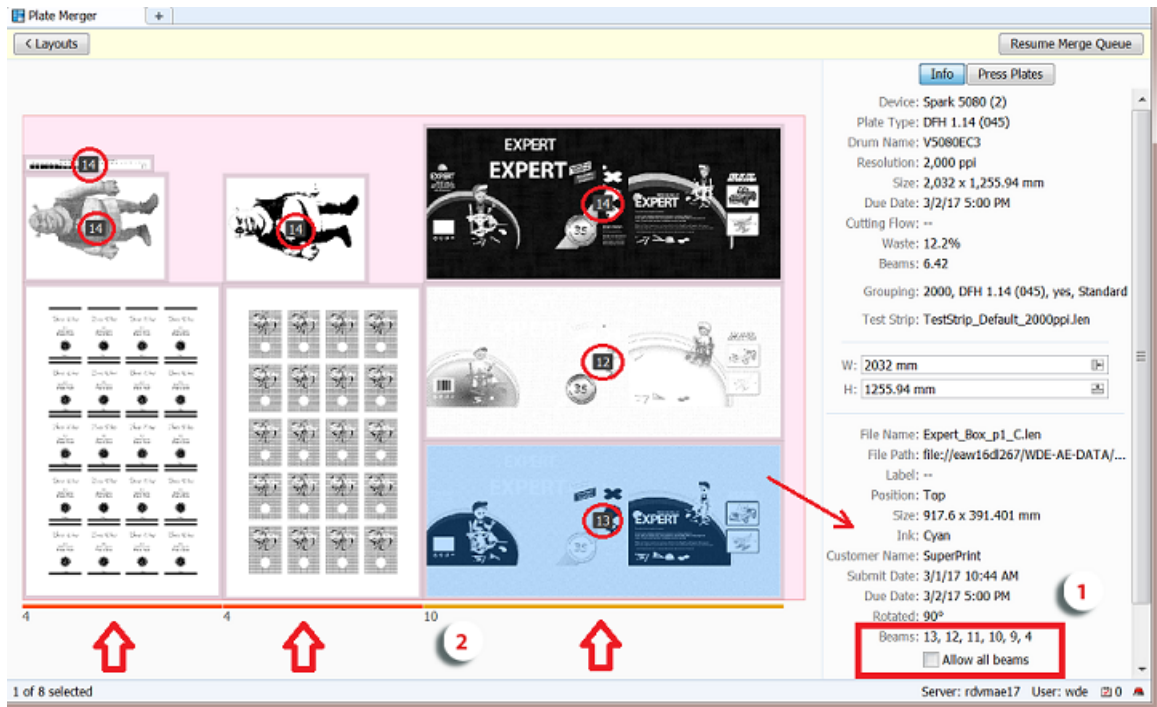 Plate Merger
+
< Layouts
Resume Merge Queue
Info
Press Plates
Device: Spark 5080 (2)
Plate Type: DFH 1.14 (045)
Drum Name: V5080EC3
Resolution: 2,000 ppi
Size: 2,032 x 1,255.94 mm
Due Date: 3/2/17 5:00 PM
Cutting Flow: --
Waste: 12.2%
Beams: 6.42
Grouping: 2000, DFH 1.14 (045), yes, Standard
Test Strip: TestStrip_Default_2000ppi.len
W: 2032 mm
H: 1255.94 mm
File Name: Expert_Box_p1_C.len
File Path: file://eaw16dl267/WDE-AE-DATA/...
Label: --
Position: Top
Size: 917.6 x 391.401 mm
Ink: Cyan
Customer Name: SuperPrint
Submit Date: 3/1/17 10:44 AM
Due Date: 3/2/17 5:00 PM
Rotated: 90°
Beams: 13, 12, 11, 10, 9, 4
Allow all beams
1
14
14
14
EXPERT
EXPERT
EXPERT
14
35
EXPERT
12
35
EXPERT
13
EXPERT
35
4
4
10
2
1 of 8 selected
Server: rdvmae17 User: wde 0